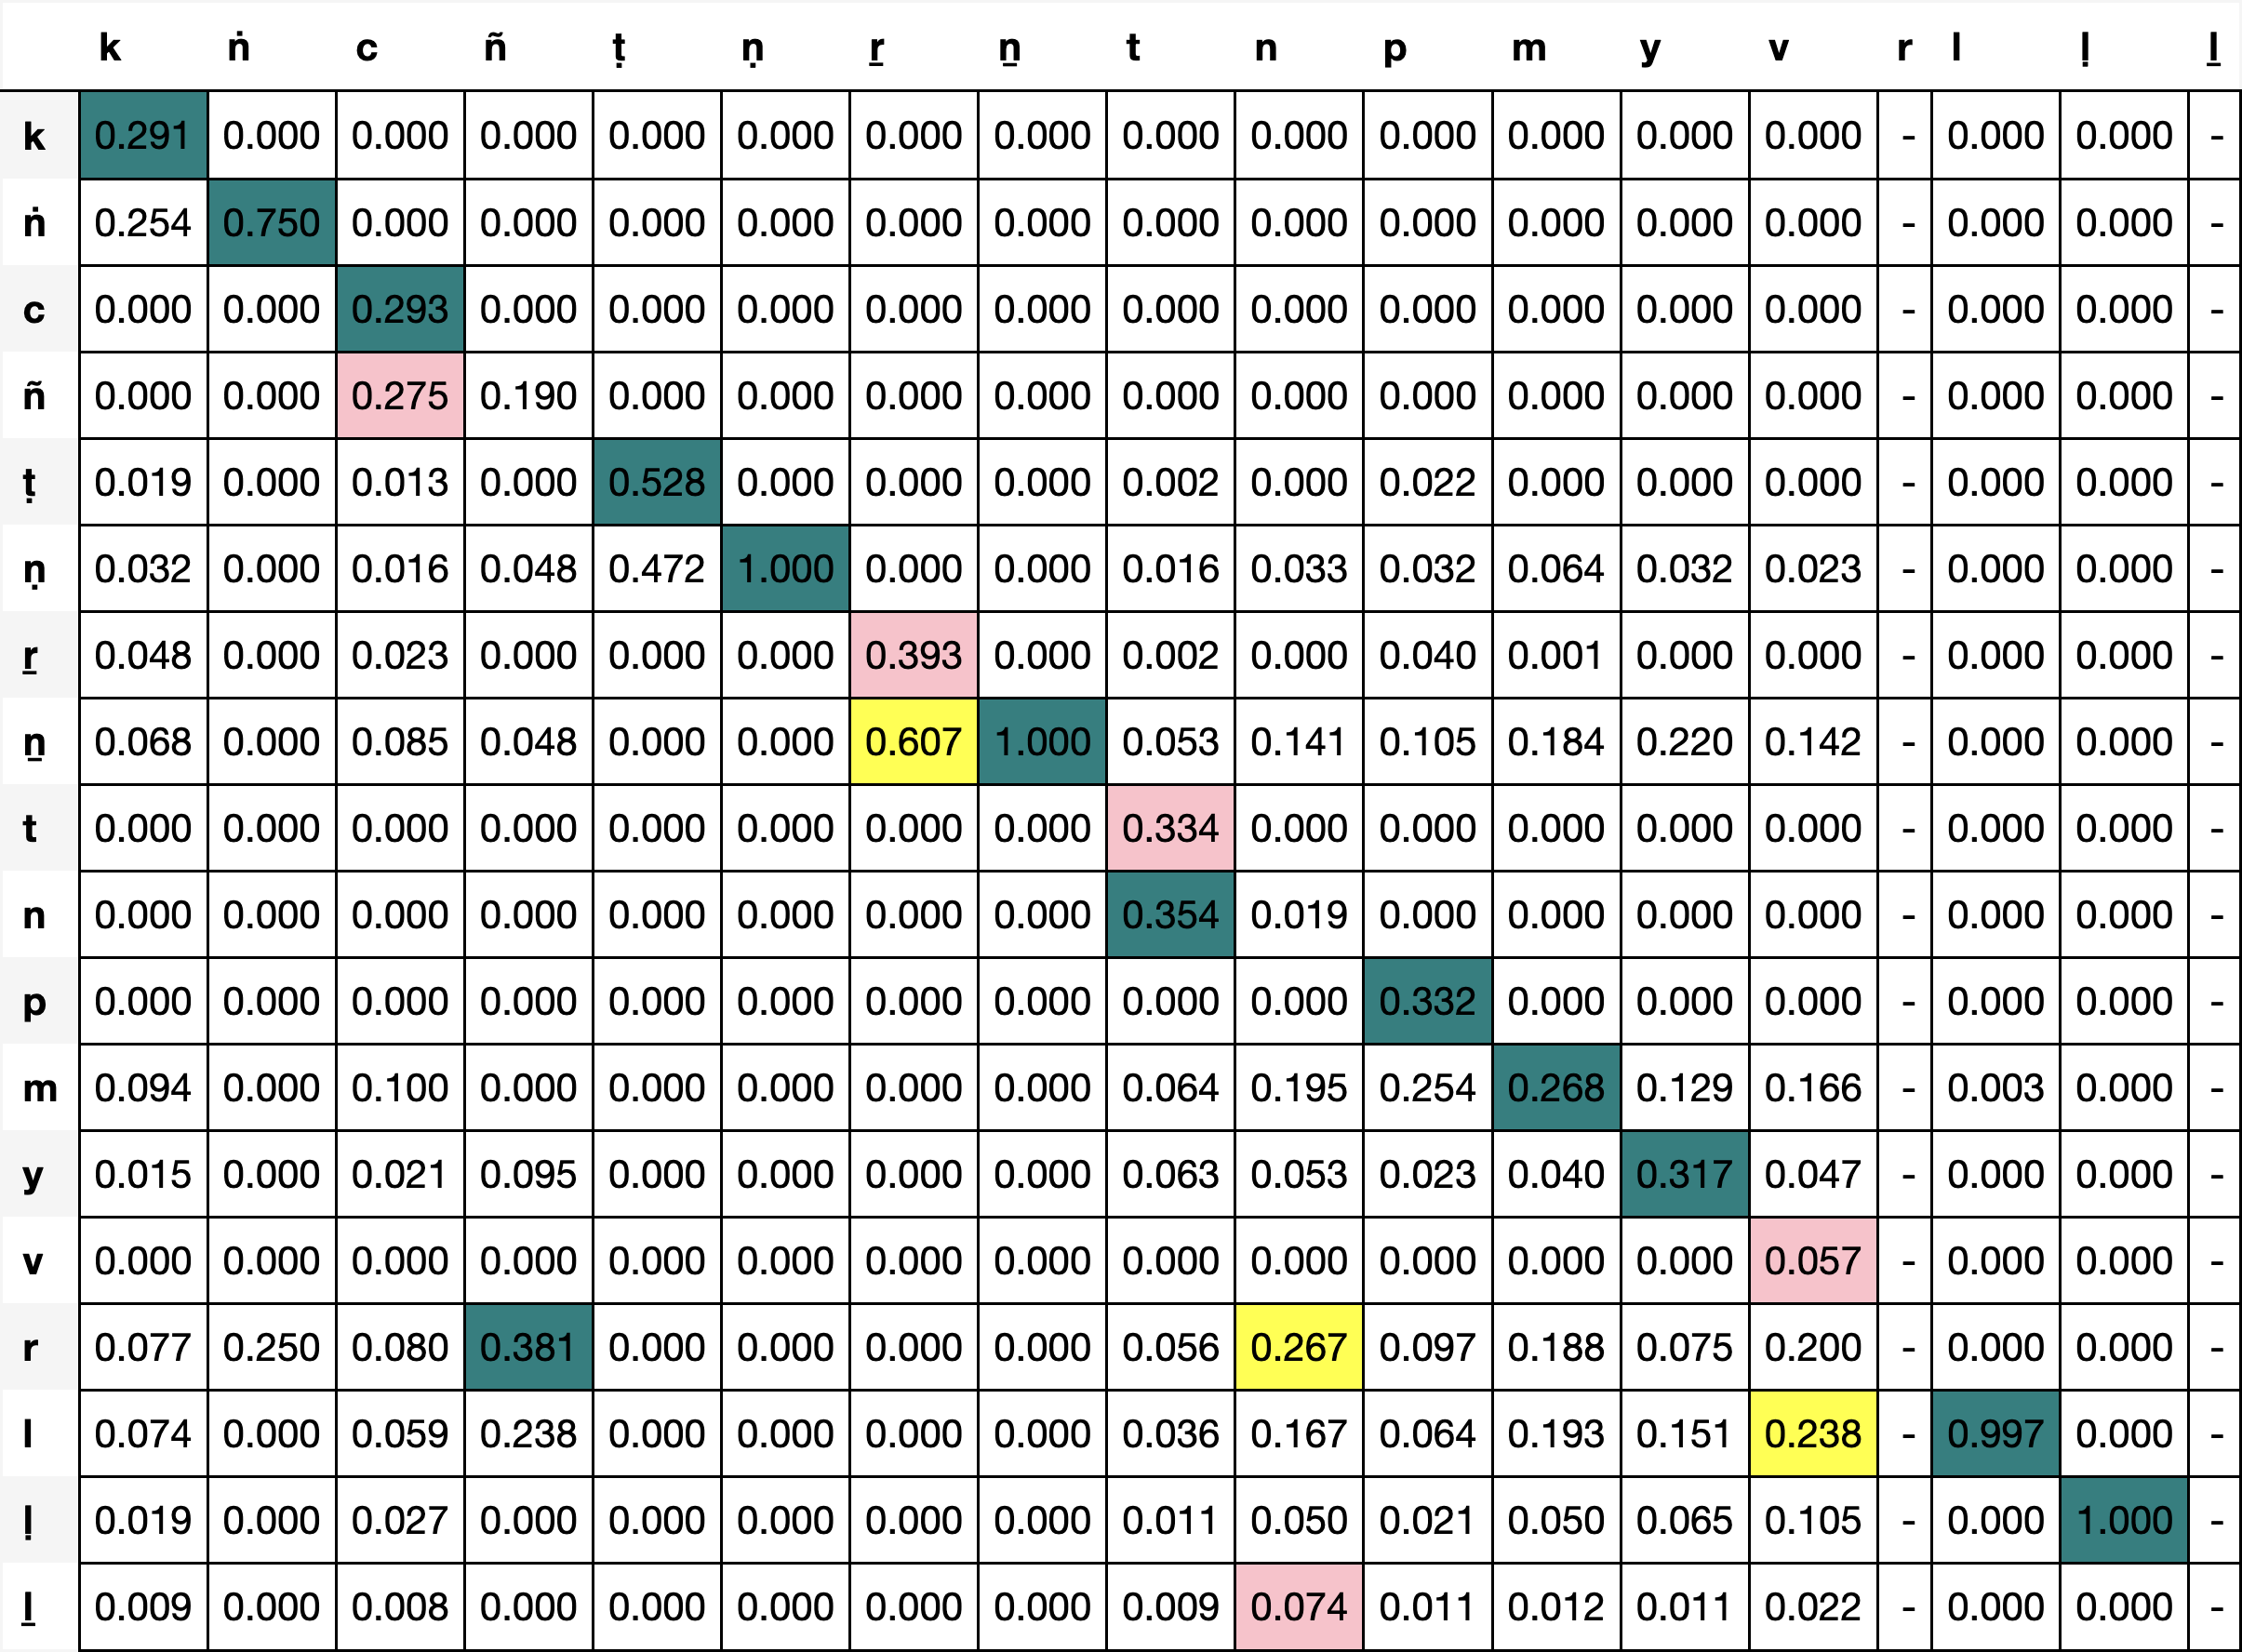 k ṅ c ñ ṭ ṇ ṟ ṉ t n p m y v r l ḷ ḻ
k 0.291 0.000 0.000 0.000 0.000 0.000 0.000 0.000 0.000 0.000 0.000 0.000 0.000 0.000 - 0.000 0.000 -
ṅ 0.254 0.750 0.000 0.000 0.000 0.000 0.000 0.000 0.000 0.000 0.000 0.000 0.000 0.000 - 0.000 0.000 -
c 0.000 0.000 0.293 0.000 0.000 0.000 0.000 0.000 0.000 0.000 0.000 0.000 0.000 0.000 - 0.000 0.000 -
ñ 0.000 0.000 0.275 0.190 0.000 0.000 0.000 0.000 0.000 0.000 0.000 0.000 0.000 0.000 - 0.000 0.000 -
ṭ 0.019 0.000 0.013 0.000 0.528 0.000 0.000 0.000 0.002 0.000 0.022 0.000 0.000 0.000 - 0.000 0.000 -
ṇ 0.032 0.000 0.016 0.048 0.472 1.000 0.000 0.000 0.016 0.033 0.032 0.064 0.032 0.023 - 0.000 0.000 -
ṟ 0.048 0.000 0.023 0.000 0.000 0.000 0.393 0.000 0.002 0.000 0.040 0.001 0.000 0.000 - 0.000 0.000 -
ṉ 0.068 0.000 0.085 0.048 0.000 0.000 0.607 1.000 0.053 0.141 0.105 0.184 0.220 0.142 - 0.000 0.000 -
t 0.000 0.000 0.000 0.000 0.000 0.000 0.000 0.000 0.334 0.000 0.000 0.000 0.000 0.000 - 0.000 0.000 -
n 0.000 0.000 0.000 0.000 0.000 0.000 0.000 0.000 0.354 0.019 0.000 0.000 0.000 0.000 - 0.000 0.000 -
p 0.000 0.000 0.000 0.000 0.000 0.000 0.000 0.000 0.000 0.000 0.332 0.000 0.000 0.000 - 0.000 0.000 -
m 0.094 0.000 0.100 0.000 0.000 0.000 0.000 0.000 0.064 0.195 0.254 0.268 0.129 0.166 - 0.003 0.000 -
y 0.015 0.000 0.021 0.095 0.000 0.000 0.000 0.000 0.063 0.053 0.023 0.040 0.317 0.047 - 0.000 0.000 -
v 0.000 0.000 0.000 0.000 0.000 0.000 0.000 0.000 0.000 0.000 0.000 0.000 0.000 0.057 - 0.000 0.000 -
r 0.077 0.250 0.080 0.381 0.000 0.000 0.000 0.000 0.056 0.267 0.097 0.188 0.075 0.200 - 0.000 0.000 -
l 0.074 0.000 0.059 0.238 0.000 0.000 0.000 0.000 0.036 0.167 0.064 0.193 0.151 0.238 - 0.997 0.000 -
ḷ 0.019 0.000 0.027 0.000 0.000 0.000 0.000 0.000 0.011 0.050 0.021 0.050 0.065 0.105 - 0.000 1.000 -
ḻ 0.009 0.000 0.008 0.000 0.000 0.000 0.000 0.000 0.009 0.074 0.011 0.012 0.011 0.022 - 0.000 0.000 -